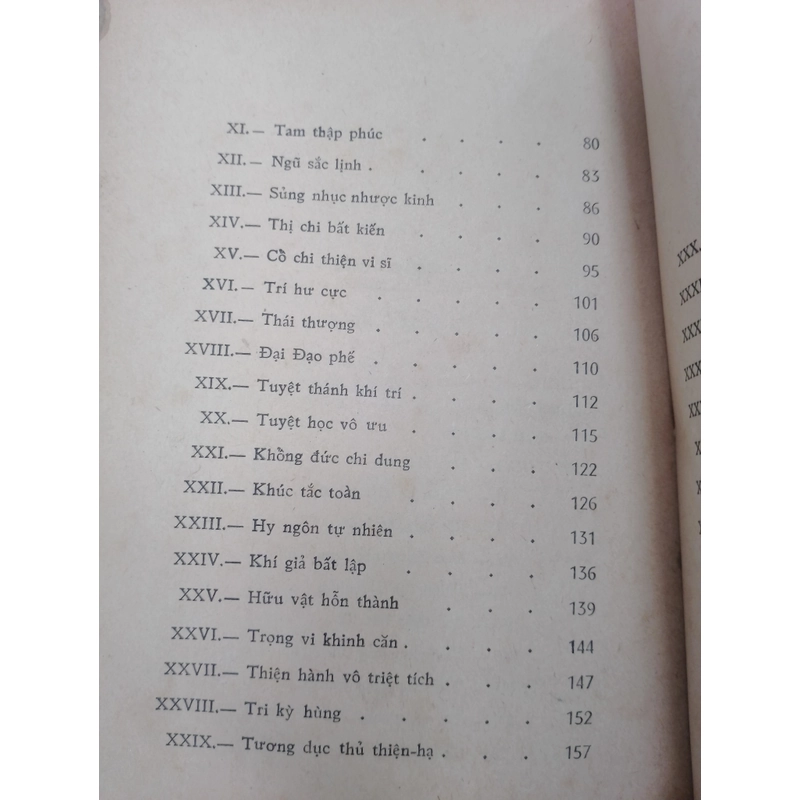 XI.— Tam thập phúc . . . . 80
XII.— Ngũ sắc lịnh . . . . 83
XIII.— Sủng nhục nhược kinh . . . 86
XIV.— Thị chi bất kiến . . . . 90
XV.— Cổ chi thiện vi sĩ . . . . 95
XVI.— Trí hư cực . . . . 101
XVII.— Thái thượng . . . . 106
XVIII.— Đại Đạo phế . . . . 110
XIX.— Tuyệt thánh khí trí . . . . 112
XX.— Tuyệt học vô ưu . . . . 115
XXI.— Khổng đức chi dung . . . 122
XXII.— Khúc tắc toàn . . . . 126
XXIII.— Hy ngôn tự nhiên . . . . 131
XXIV.— Khí giả bất lập . . . . 136
XXV.— Hữu vật hỗn thành . . . 139
XXVI.— Trọng vi khinh căn . . . . 144
XXVII.— Thiện hành vô triệt tích . . . 147
XXVIII.— Tri kỳ hùng . . . . . 152
XXIX.— Tương dục thủ thiện-hạ . . . 157